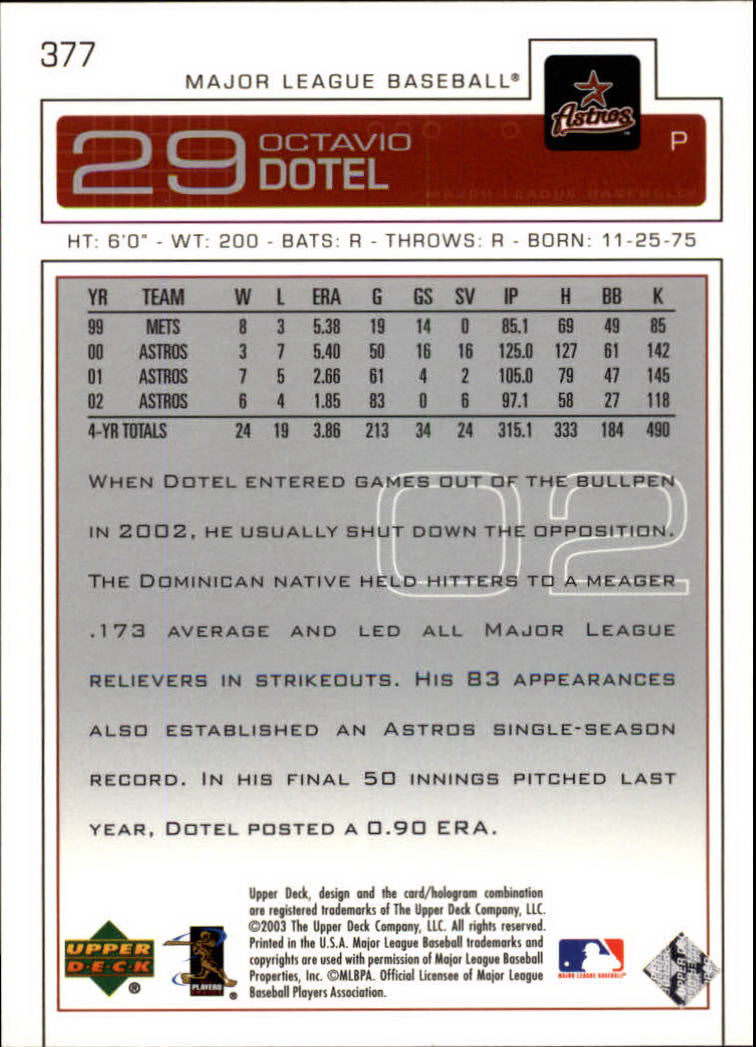 377
MAJOR LEAGUE BASEBALL®
Astros
29 OCTAVIO DOTEL P
MAJOR LEAGUE BASEBALL
HT: 6'0" - WT: 200 - BATS: R - THROWS: R - BORN: 11-25-75
YR TEAM W L ERA G GS SV IP H BB K
99 METS 8 3 5.38 19 14 0 85.1 69 49 85
00 ASTROS 3 7 5.40 50 16 16 125.0 127 61 142
01 ASTROS 7 5 2.66 61 4 2 105.0 79 47 145
02 ASTROS 6 4 1.85 83 0 6 97.1 58 27 118
4-YR TOTALS 24 19 3.86 213 34 24 315.1 333 184 490
02
WHEN DOTEL ENTERED GAMES OUT OF THE BULLPEN
IN 2002, HE USUALLY SHUT DOWN THE OPPOSITION.
THE DOMINICAN NATIVE HELD HITTERS TO A MEAGER
.173 AVERAGE AND LED ALL MAJOR LEAGUE
RELIEVERS IN STRIKEOUTS. HIS 83 APPEARANCES
ALSO ESTABLISHED AN ASTROS SINGLE-SEASON
RECORD. IN HIS FINAL 50 INNINGS PITCHED LAST
YEAR, DOTEL POSTED A 0.90 ERA.
Upper Deck, design and the card/hologram combination
are registered trademarks of The Upper Deck Company, LLC.
©2003 The Upper Deck Company, LLC. All rights reserved.
Printed in the U.S.A. Major League Baseball trademarks and
copyrights are used with permission of Major League Baseball
Properties, Inc. ©MLBPA. Official Licensee of Major League
Baseball Players Association.
UPPER
DECK ®
PLAYERS
CHOICE ®
MAJOR LEAGUE BASEBALL®
UPPER